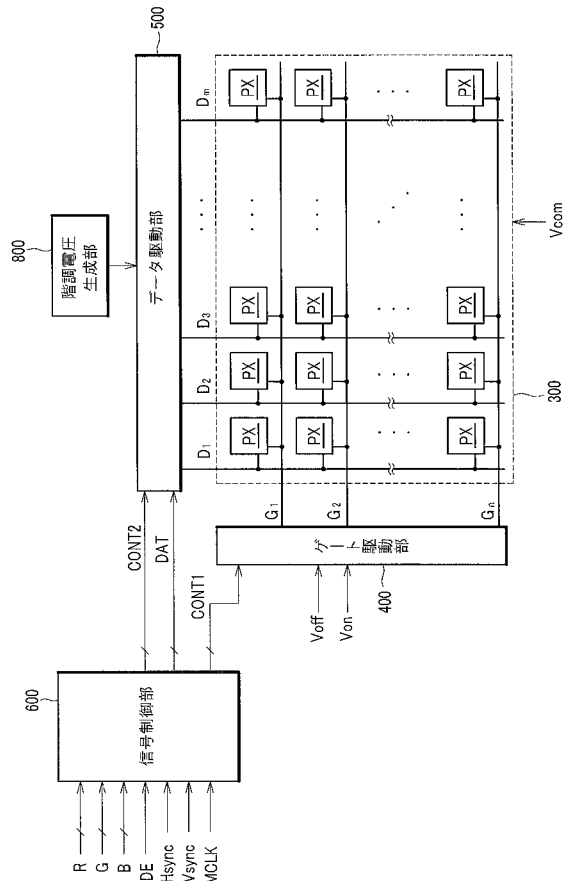 800
階調電圧
生成部
500
データ駆動部
600
信号制御部
R
G
B
DE
Hsync
Vsync
MCLK
CONT2
DAT
CONT1
Voff
Von
400
ゲート駆動部
D1
D2
D3
Dm
G1
PX
PX
PX
PX
G2
PX
PX
PX
PX
Gn
PX
PX
PX
PX
300
Vcom